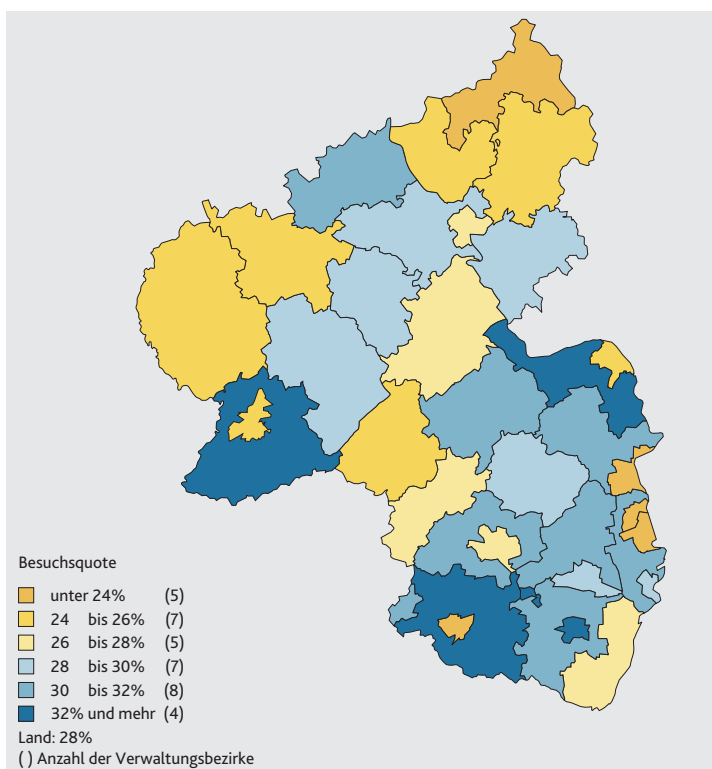 Besuchsquote
unter 24% (5)
24 bis 26% (7)
26 bis 28% (5)
28 bis 30% (7)
30 bis 32% (8)
32% und mehr (4)
Land: 28%
( ) Anzahl der Verwaltungsbezirke